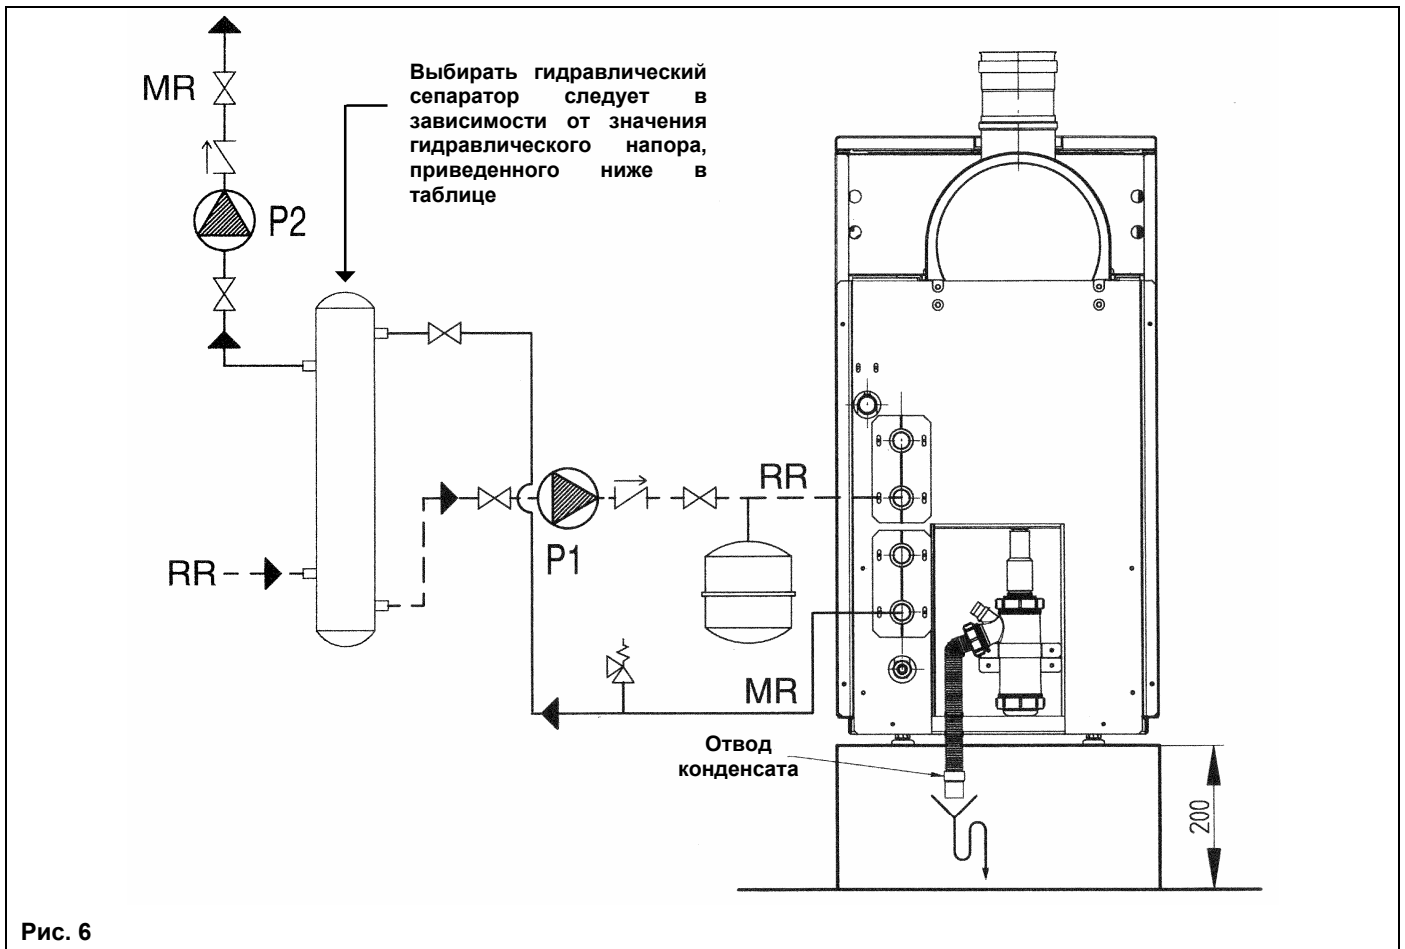 MR
Выбирать гидравлический
сепаратор следует в
зависимости от значения
гидравлического напора,
приведенного ниже в
таблице
P2
RR
P1
RR
MR
Отвод
конденсата
200
Рис. 6